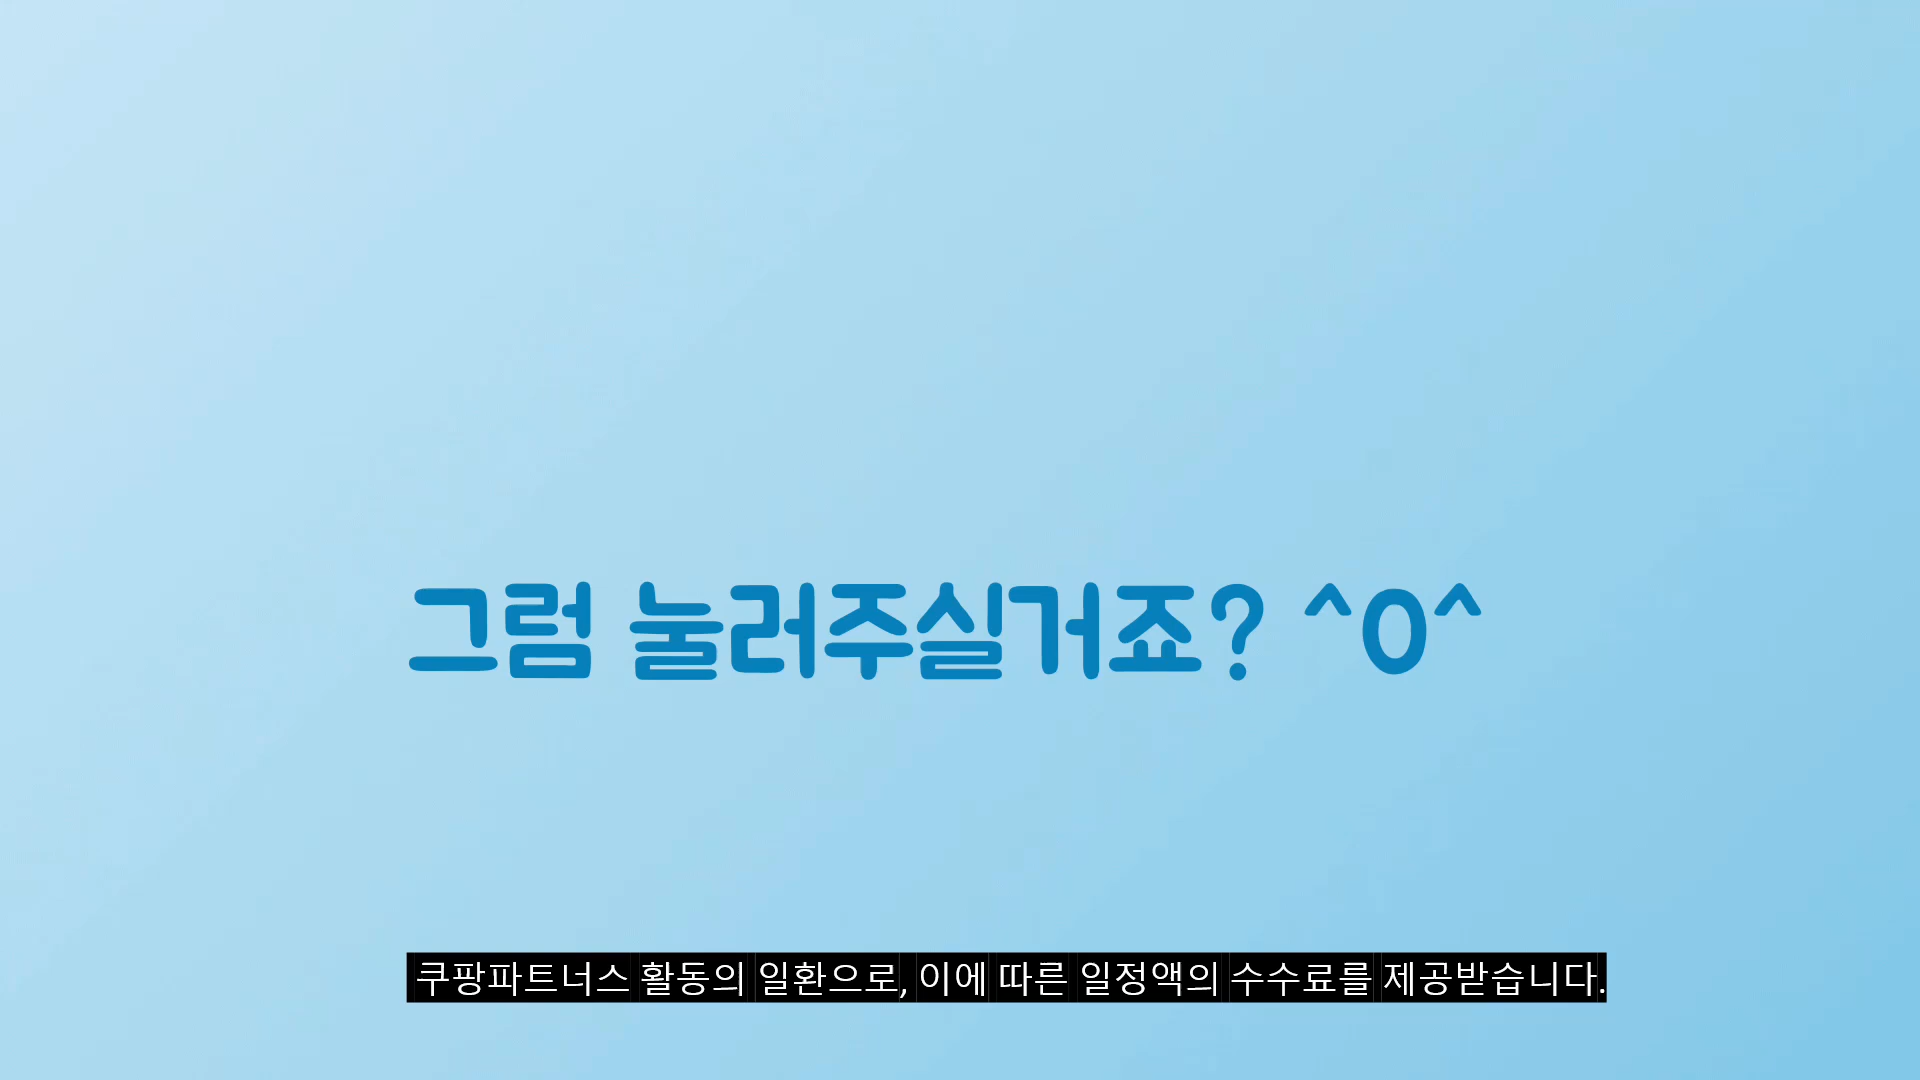 그럼 눌러주실거죠? ^0^
쿠팡파트너스 활동의 일환으로, 이에 따른 일정액의 수수료를 제공받습니다.